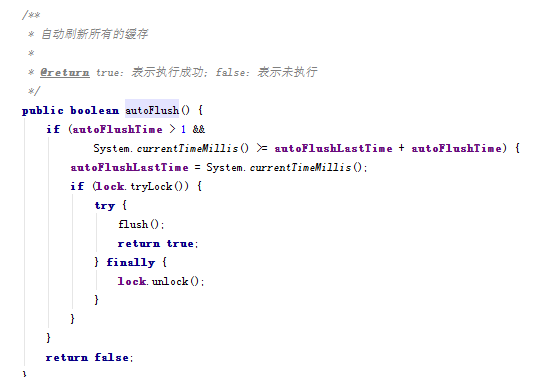 /**
 * 自动刷新所有的缓存
 *
 * @return true: 表示执行成功; false: 表示未执行
 */
public boolean autoFlush() {
    if (autoFlushTime > 1 &&
            System.currentTimeMillis() >= autoFlushLastTime + autoFlushTime) {
        autoFlushLastTime = System.currentTimeMillis();
        if (lock.tryLock()) {
            try {
                flush();
                return true;
            } finally {
                lock.unlock();
            }
        }
    }
    return false;
}